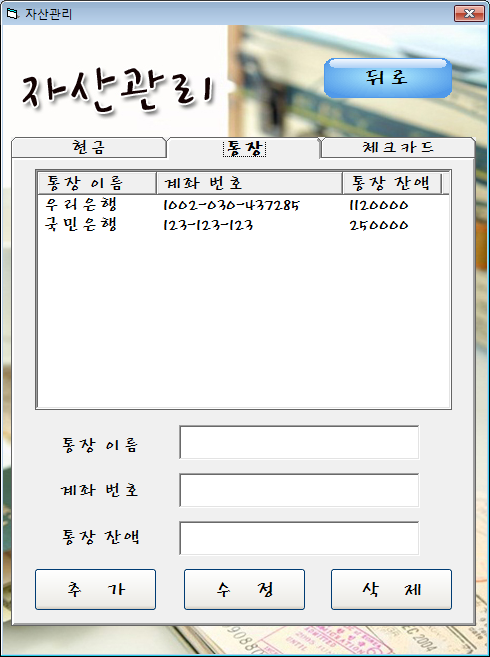 자산관리
자산관리
뒤로
현금 통장 체크카드
통장 이름 계좌 번호 통장 잔액
우리은행 1002-030-437285 1120000
국민은행 123-123-123 250000
통장 이름
계좌 번호
통장 잔액
추 가 수 정 삭 제